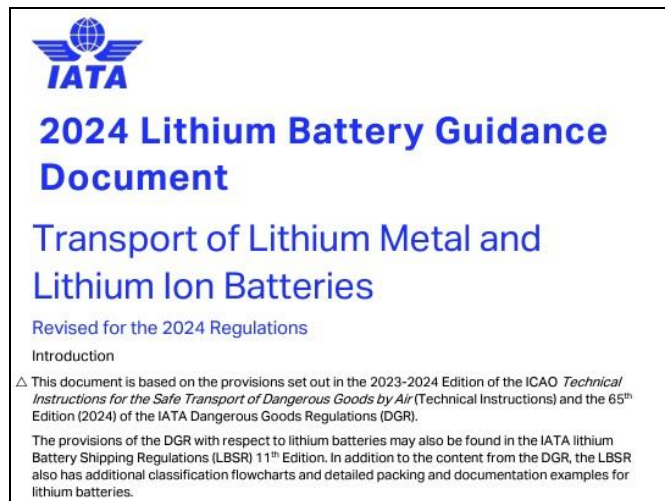 IATA
2024 Lithium Battery Guidance
Document
Transport of Lithium Metal and
Lithium Ion Batteries
Revised for the 2024 Regulations
Introduction
△ This document is based on the provisions set out in the 2023-2024 Edition of the ICAO Technical
Instructions for the Safe Transport of Dangerous Goods by Air (Technical Instructions) and the 65th
Edition (2024) of the IATA Dangerous Goods Regulations (DGR).
The provisions of the DGR with respect to lithium batteries may also be found in the IATA lithium
Battery Shipping Regulations (LBSR) 11th Edition. In addition to the content from the DGR, the LBSR
also has additional classification flowcharts and detailed packing and documentation examples for
lithium batteries.